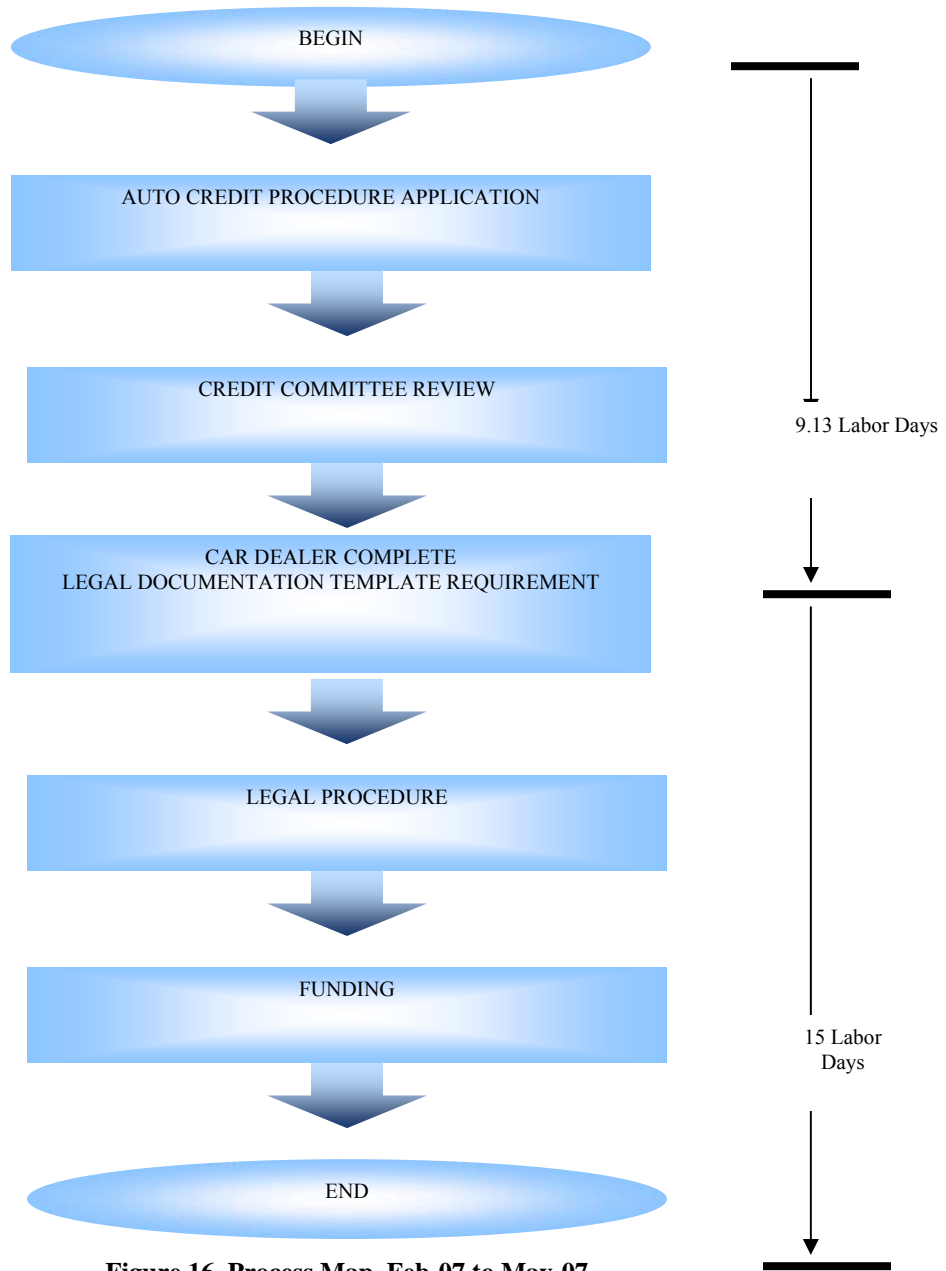 BEGIN
AUTO CREDIT PROCEDURE APPLICATION
CREDIT COMMITTEE REVIEW
9.13 Labor Days
CAR DEALER COMPLETE
LEGAL DOCUMENTATION TEMPLATE REQUIREMENT
LEGAL PROCEDURE
FUNDING
15 Labor
Days
END
Figure 16. Process Map, Feb-07 to May-07